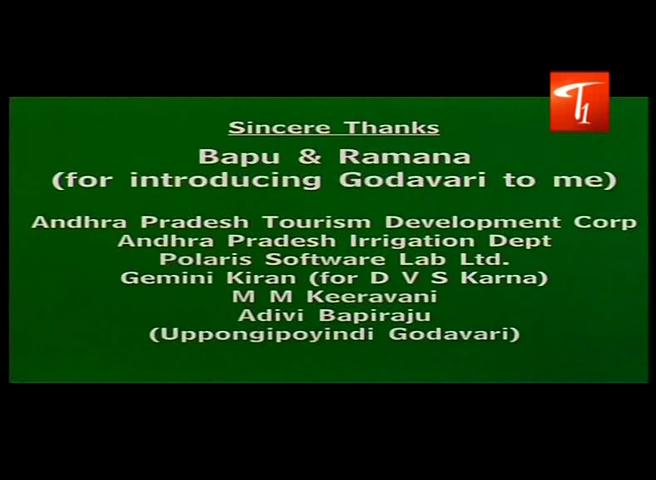 T1
Sincere Thanks
Bapu & Ramana
(for introducing Godavari to me)
Andhra Pradesh Tourism Development Corp
Andhra Pradesh Irrigation Dept
Polaris Software Lab Ltd.
Gemini Kiran (for D V S Karna)
M M Keeravani
Adivi Bapiraju
(Uppongipoyindi Godavari)